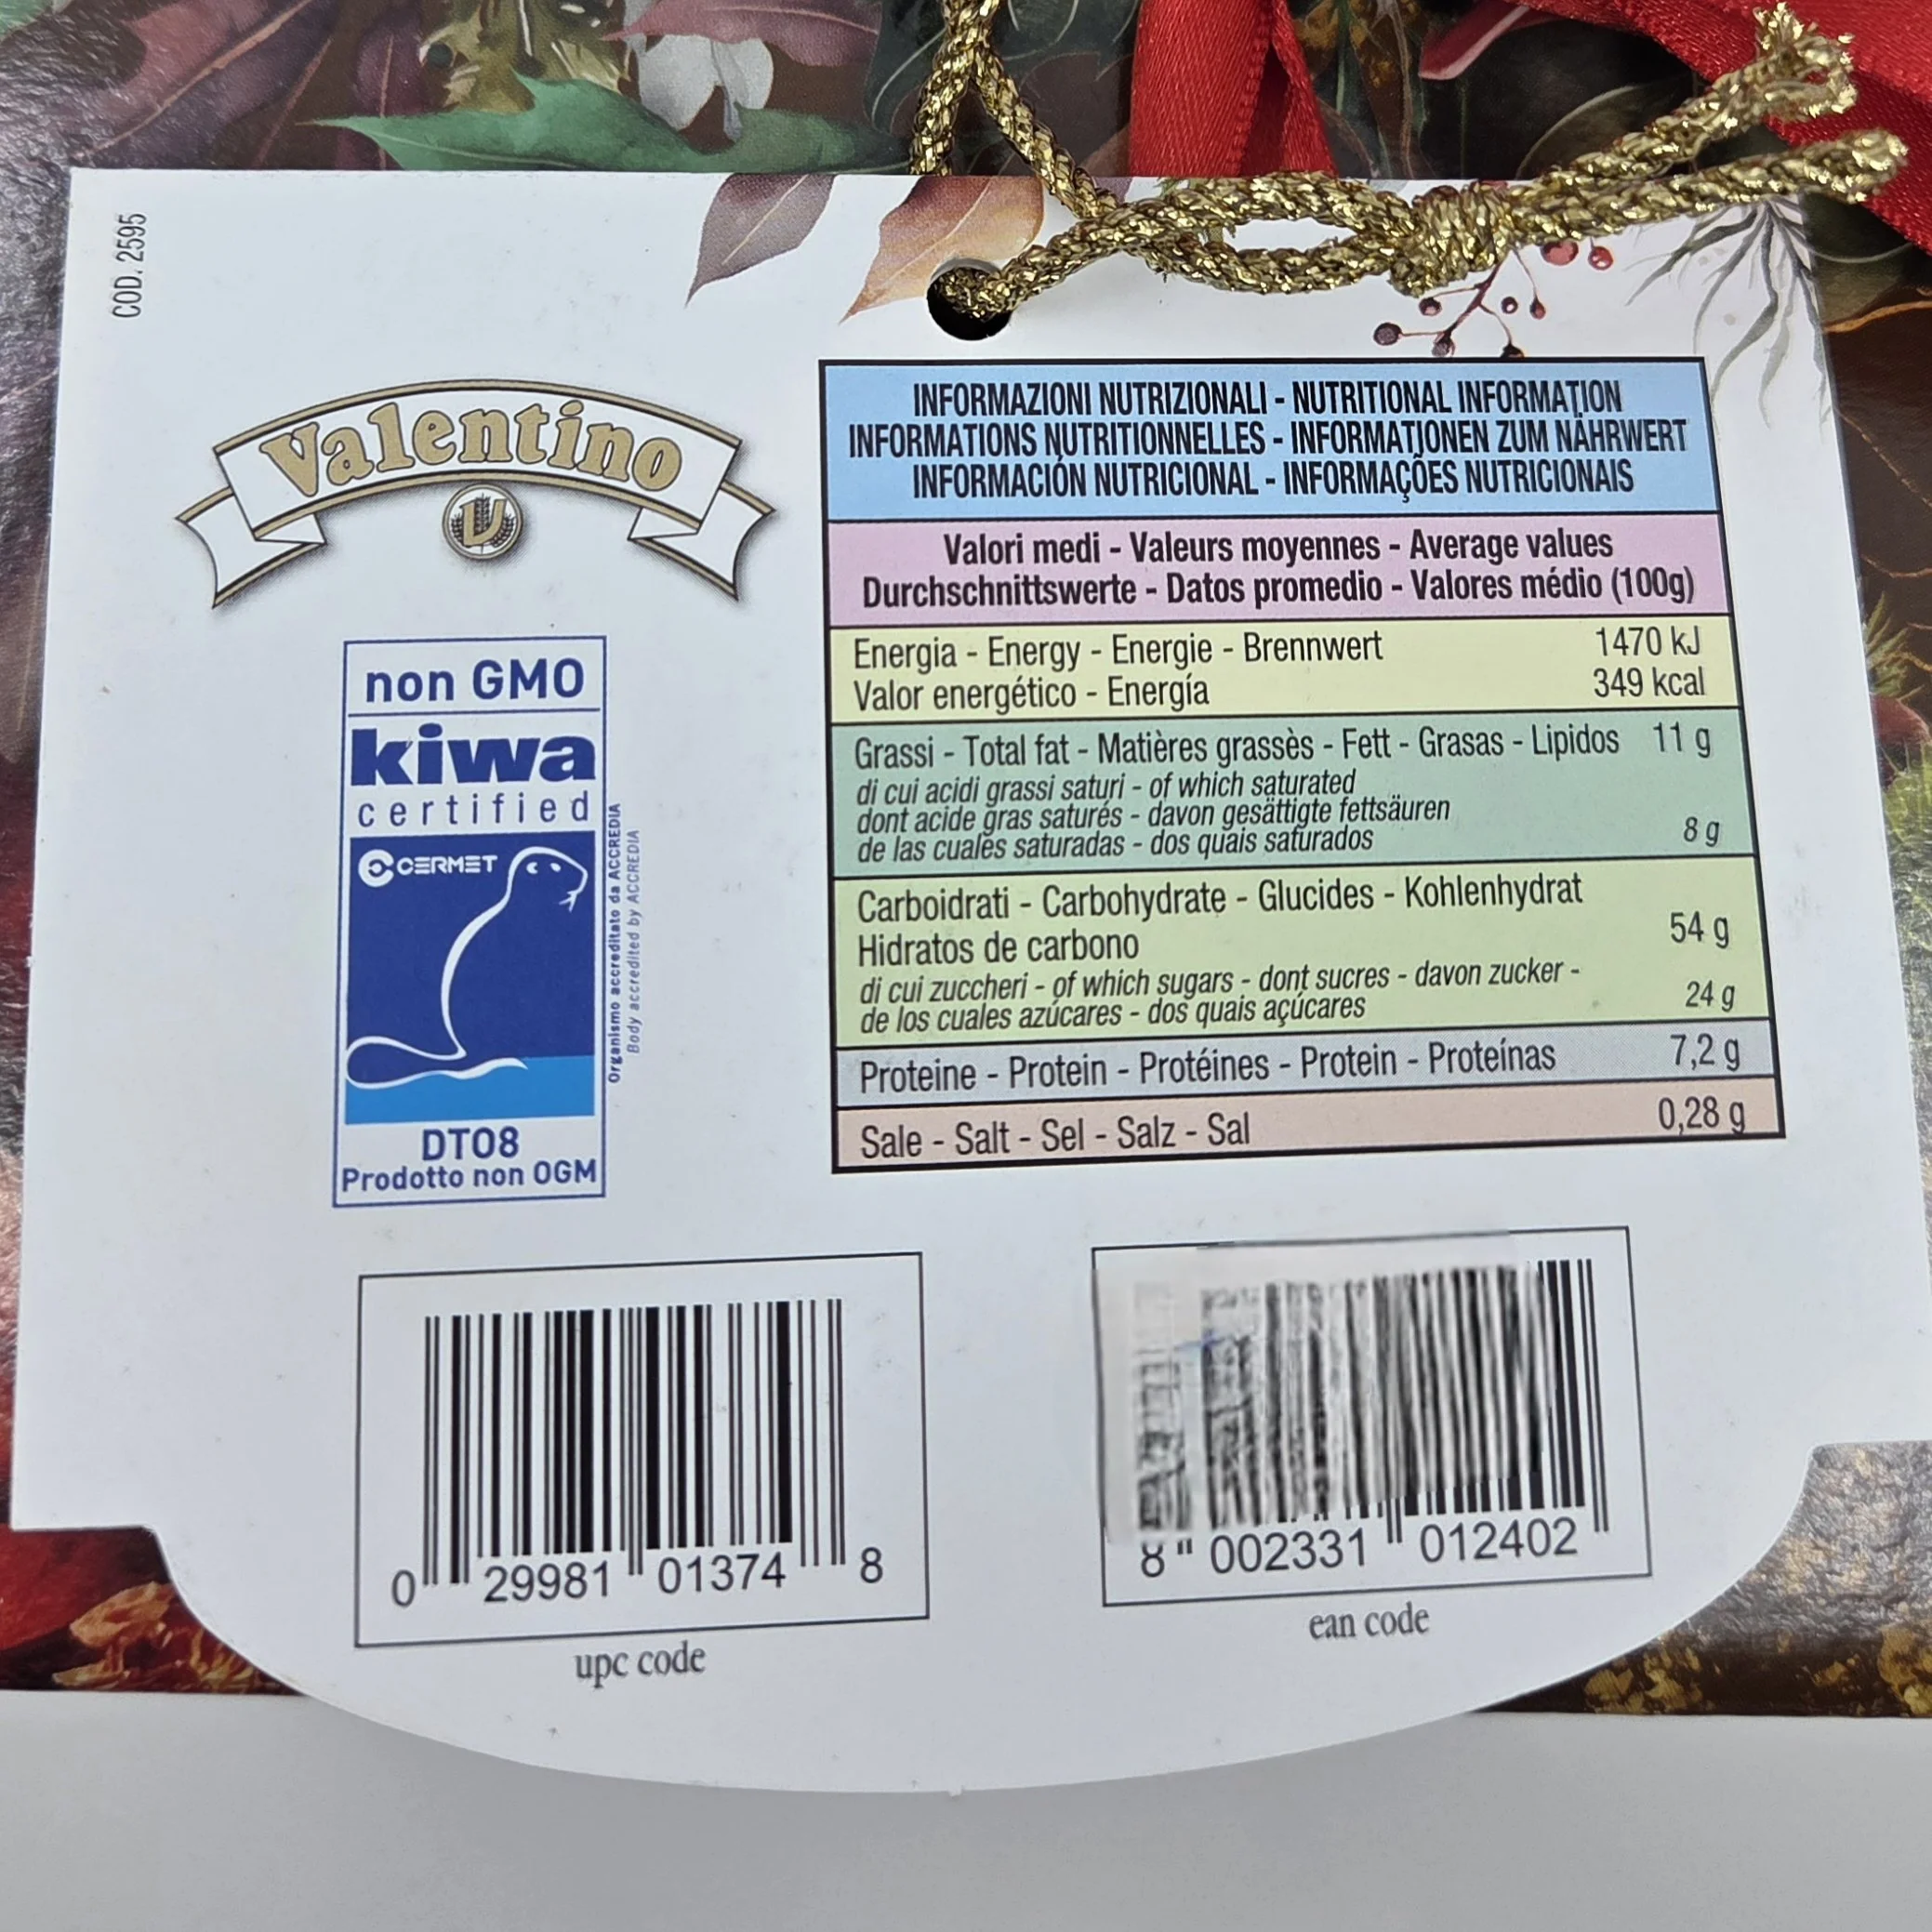 COD. 2595
Valentino
V
non GMO
kiwa
certified
CERMET
Organismo accreditato da ACCREDIA
Body accredited by ACCREDIA
DT08
Prodotto non OGM
INFORMAZIONI NUTRIZIONALI - NUTRITIONAL INFORMATION
INFORMATIONS NUTRITIONNELLES - INFORMATIONEN ZUM NÄHRWERT
INFORMACIÓN NUTRICIONAL - INFORMAÇÕES NUTRICIONAIS
Valori medi - Valeurs moyennes - Average values
Durchschnittswerte - Datos promedio - Valores médio (100g)
Energia - Energy - Energie - Brennwert 1470 kJ
Valor energético - Energía 349 kcal
Grassi - Total fat - Matières grassès - Fett - Grasas - Lipidos 11 g
di cui acidi grassi saturi - of which saturated
dont acide gras saturés - davon gesättigte fettsäuren
de las cuales saturadas - dos quais saturados 8 g
Carboidrati - Carbohydrate - Glucides - Kohlenhydrat
Hidratos de carbono 54 g
di cui zuccheri - of which sugars - dont sucres - davon zucker -
de los cuales azúcares - dos quais açúcares 24 g
Proteine - Protein - Protéines - Protein - Proteínas 7,2 g
Sale - Salt - Sel - Salz - Sal 0,28 g
0 29981 01374 8
upc code
8 002331 012402
ean code